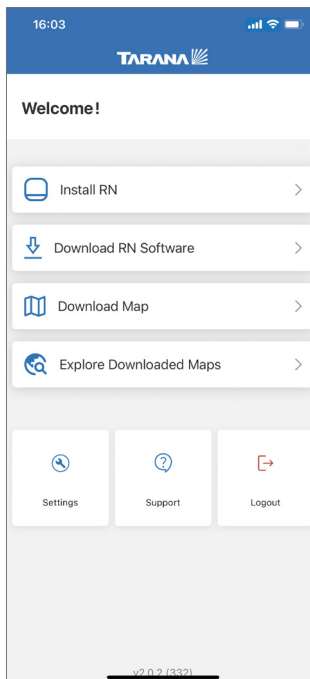 16:03
TARANA
Welcome!
Install RN
Download RN Software
Download Map
Explore Downloaded Maps
Settings Support Logout
v2.0.2 (332)